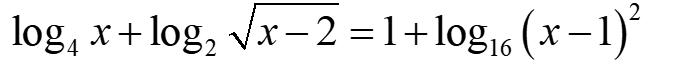 log₄ x + log₂ √(x−2) = 1 + log₁₆ (x−1)²